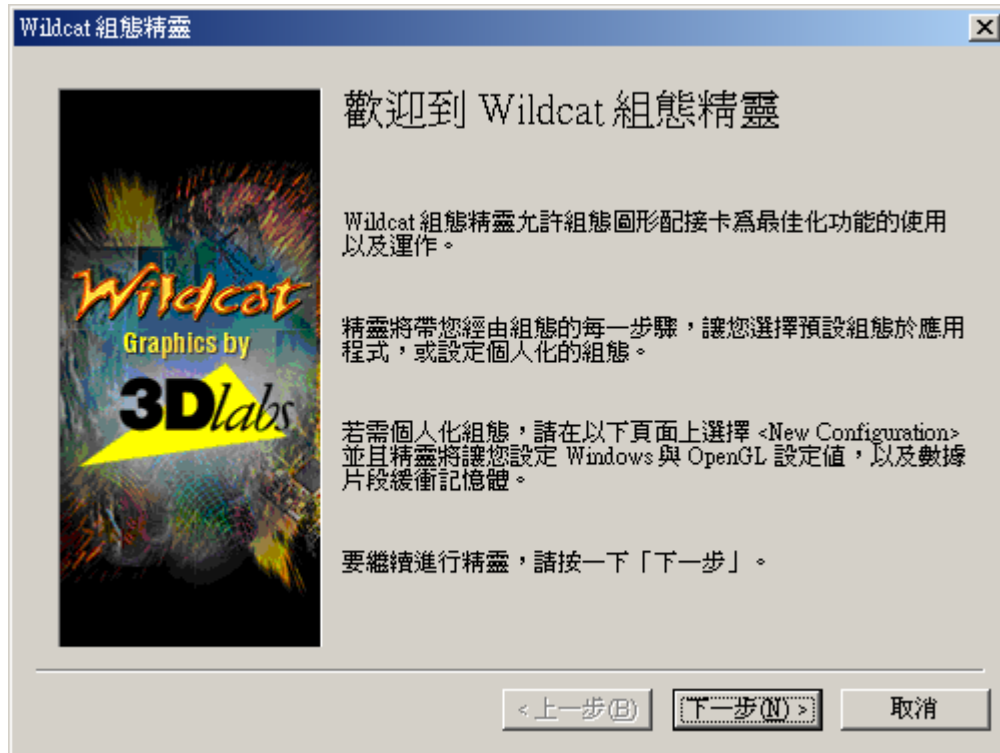 Wildcat 組態精靈
歡迎到 Wildcat 組態精靈
Wildcat
Graphics by
3Dlabs
Wildcat 組態精靈允許組態圖形配接卡爲最佳化功能的使用
以及運作。
精靈將帶您經由組態的每一步驟，讓您選擇預設組態於應用
程式，或設定個人化的組態。
若需個人化組態，請在以下頁面上選擇 <New Configuration>
並且精靈將讓您設定 Windows 與 OpenGL 設定值，以及數據
片段緩衝記憶體。
要繼續進行精靈，請按一下「下一步」。
< 上一步(B)
下一步(N) >
取消